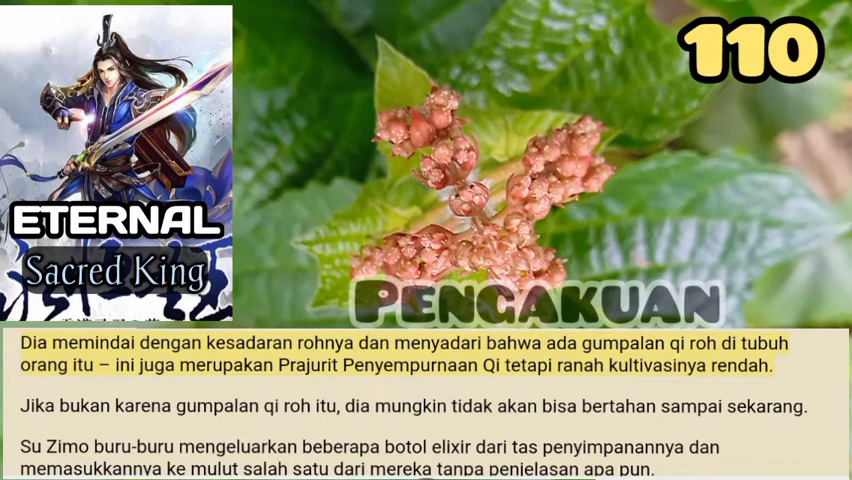 110
ETERNAL
Sacred King
PENGAKUAN
Dia memindai dengan kesadaran rohnya dan menyadari bahwa ada gumpalan qi roh di tubuh
orang itu – ini juga merupakan Prajurit Penyempurnaan Qi tetapi ranah kultivasinya rendah.
Jika bukan karena gumpalan qi roh itu, dia mungkin tidak akan bisa bertahan sampai sekarang.
Su Zimo buru-buru mengeluarkan beberapa botol elixir dari tas penyimpanannya dan
memasukkannya ke mulut salah satu dari mereka tanpa penjelasan apa pun.